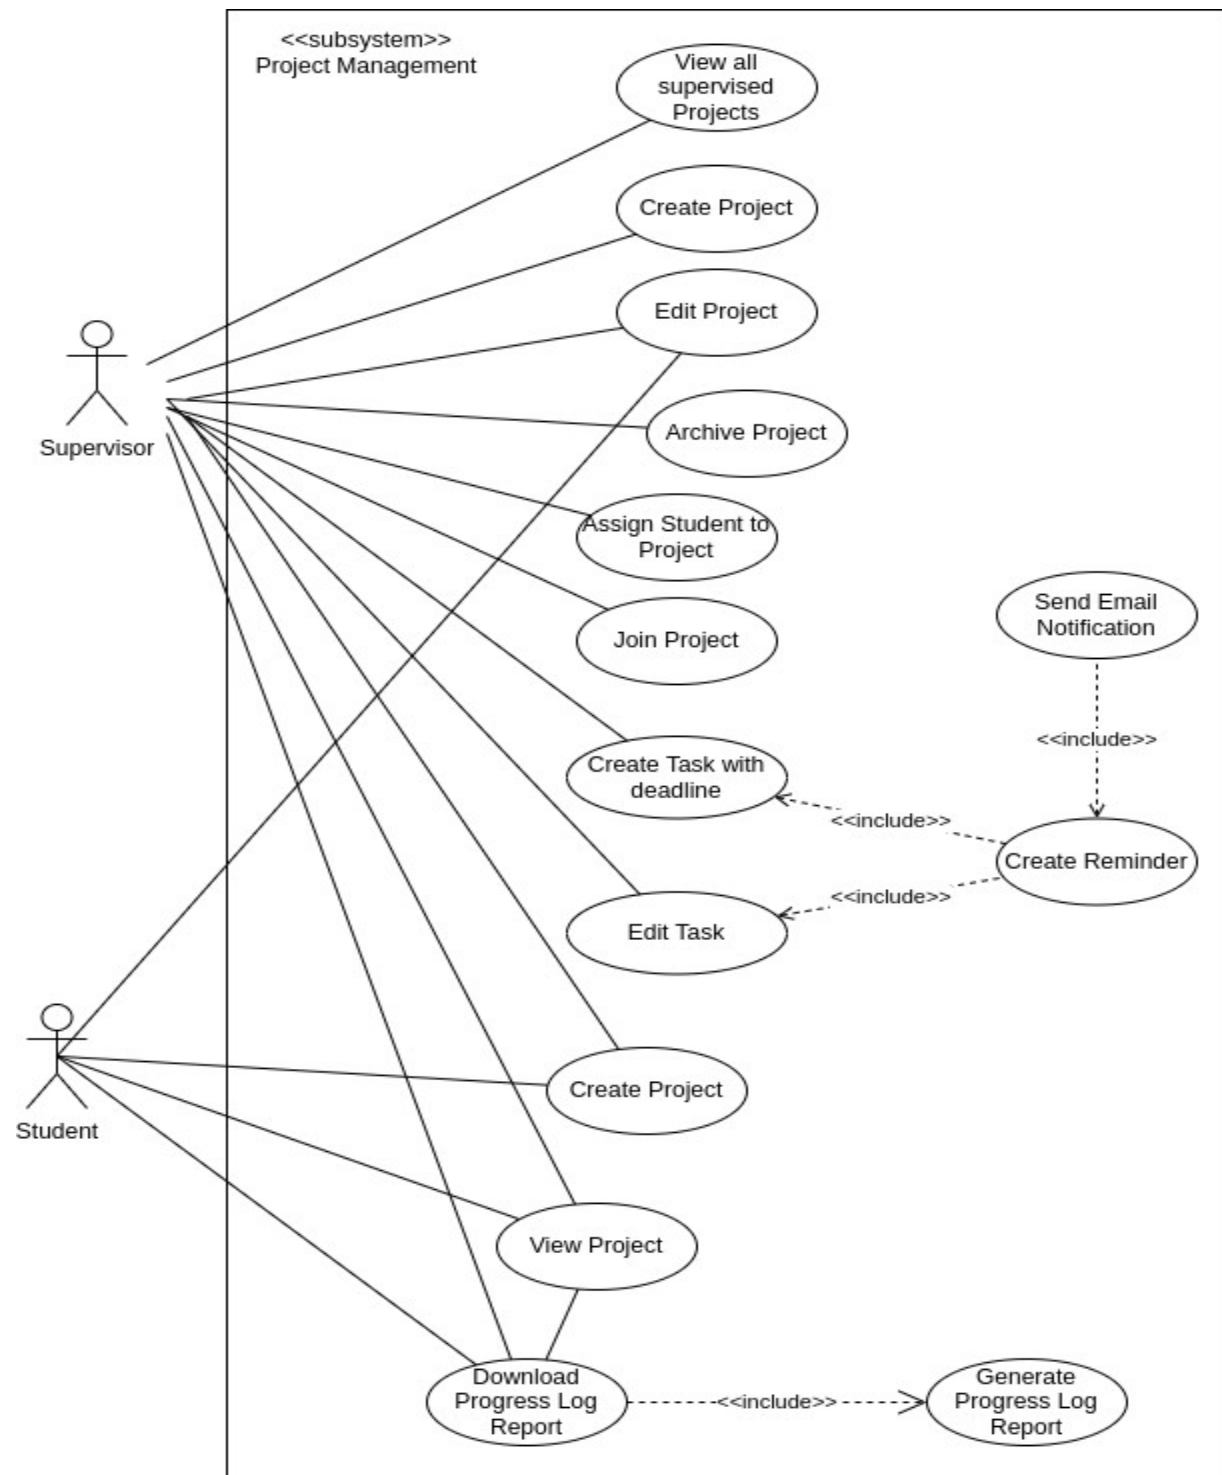 <<subsystem>>
Project Management
View all
supervised
Projects
Create Project
Edit Project
Archive Project
Supervisor
Assign Student to
Project
Send Email
Notification
Join Project
<<include>>
Create Task with
deadline
<<include>>
Create Reminder
<<include>>
Edit Task
Create Project
Student
View Project
Download
Progress Log
Report
<<include>>
Generate
Progress Log
Report